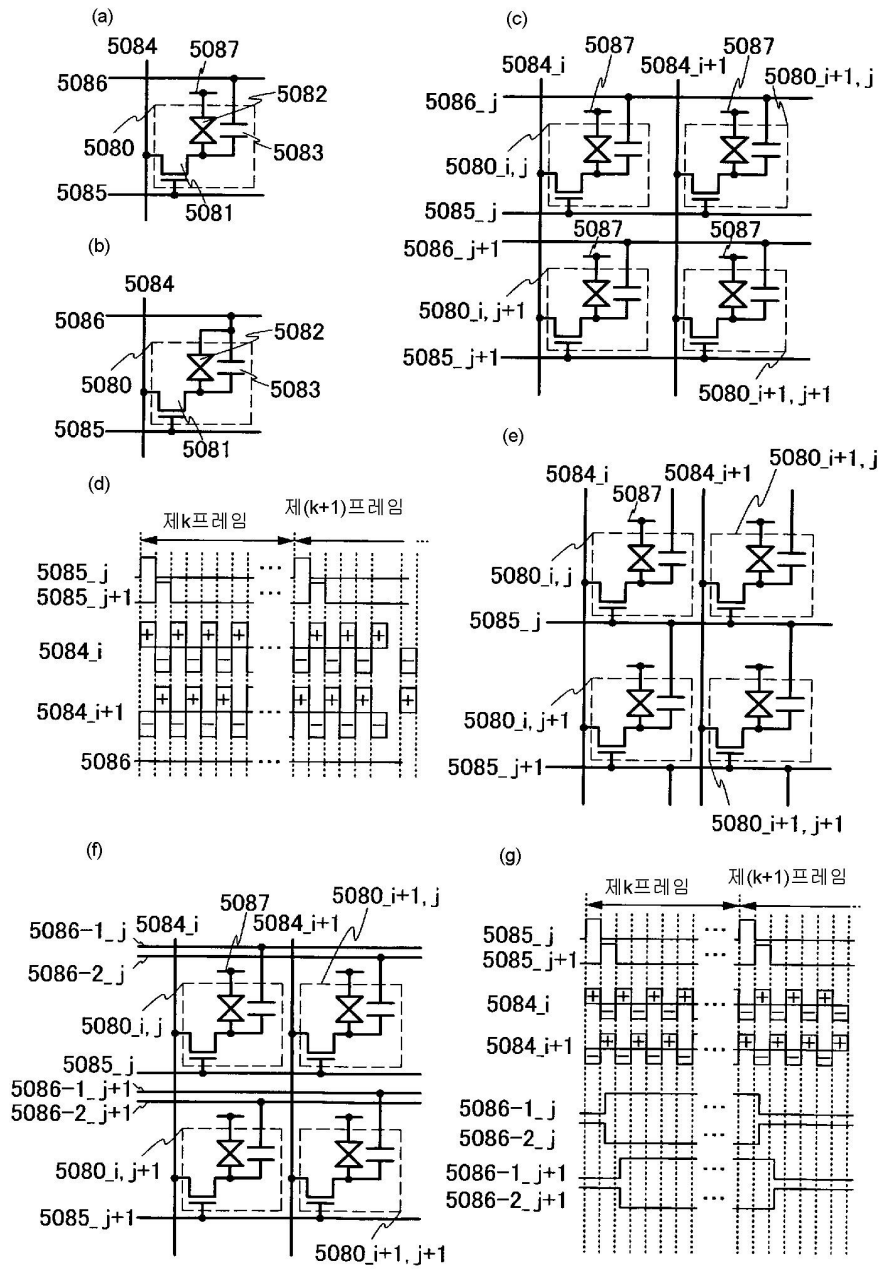 (a)
5084
5087
5086
5082
5080
5083
5085
5081
(b)
5084
5086
5082
5080
5083
5085
5081
(c)
5087
5087
5080_i+1, j
5084_i
5084_i+1
5086_j
5080_i, j
5085_j
5087
5087
5086_j+1
5080_i, j+1
5085_j+1
5080_i+1, j+1
(d)
제k프레임
제(k+1)프레임
...
5085_j
...
5085_j+1
...
+ + + + + + +
5084_i
...
− − − − − − − −
+ + + + + + +
5084_i+1
...
− − − − − − −
5086
...
(e)
5084_i
5084_i+1
5080_i+1, j
5087
5080_i, j
5085_j
5080_i, j+1
5085_j+1
5080_i+1, j+1
(f)
5087
5080_i+1, j
5084_i
5084_i+1
5086-1_j
5086-2_j
5080_i, j
5085_j
5086-1_j+1
5086-2_j+1
5080_i, j+1
5085_j+1
5080_i+1, j+1
(g)
제k프레임
제(k+1)프레임
...
5085_j
...
5085_j+1
...
+ + + + + + +
5084_i
...
− − − − − − − −
+ + + + + + +
5084_i+1
...
− − − − − − −
5086-1_j
...
5086-2_j
5086-1_j+1
...
5086-2_j+1
...